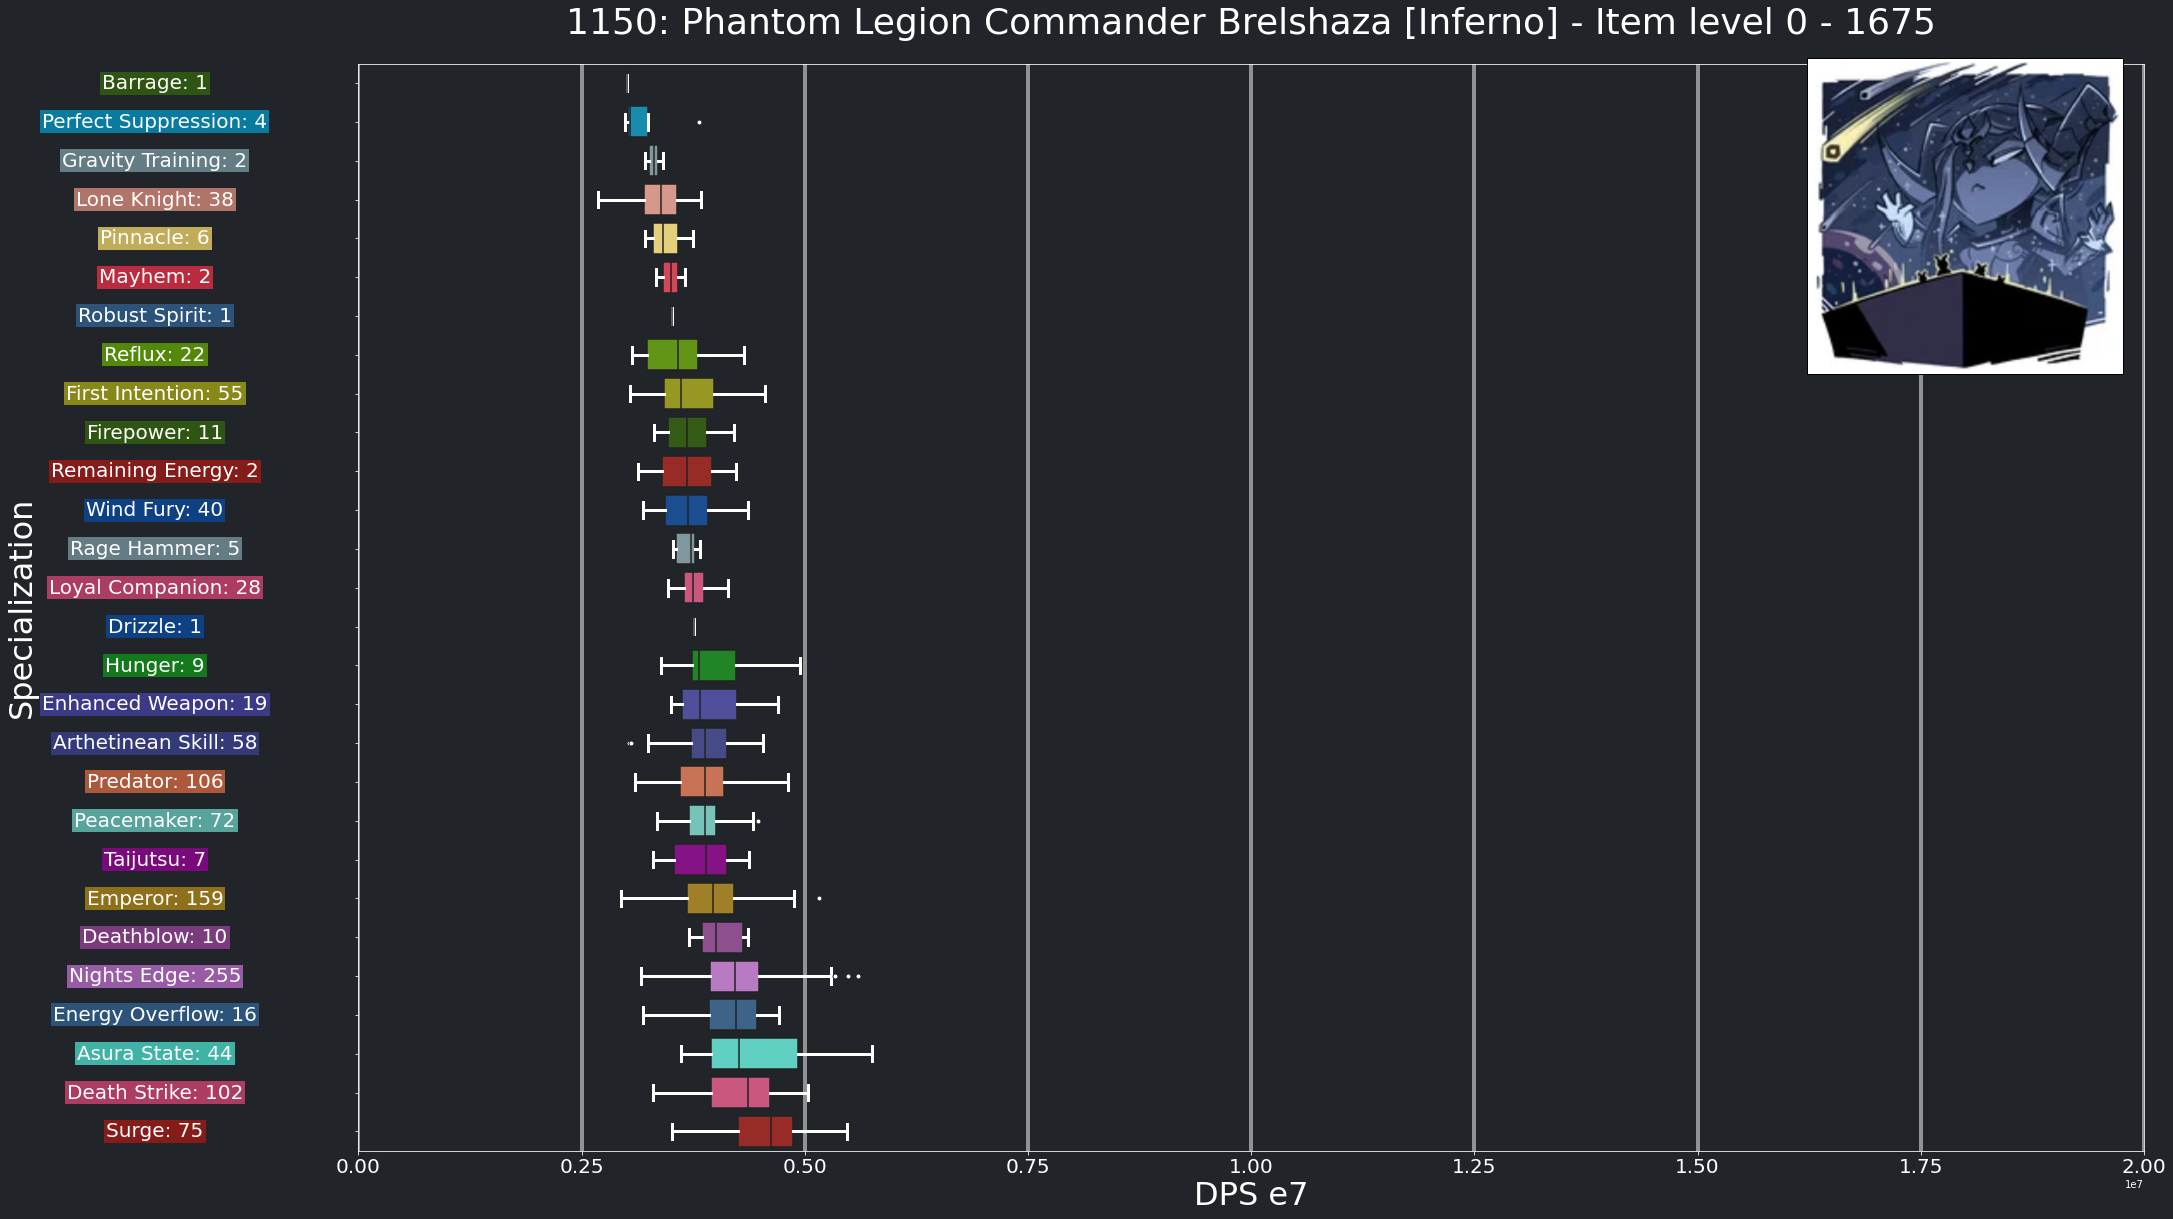 1150: Phantom Legion Commander Brelshaza [Inferno] - Item level 0 - 1675
Specialization
Barrage: 1
Perfect Suppression: 4
Gravity Training: 2
Lone Knight: 38
Pinnacle: 6
Mayhem: 2
Robust Spirit: 1
Reflux: 22
First Intention: 55
Firepower: 11
Remaining Energy: 2
Wind Fury: 40
Rage Hammer: 5
Loyal Companion: 28
Drizzle: 1
Hunger: 9
Enhanced Weapon: 19
Arthetinean Skill: 58
Predator: 106
Peacemaker: 72
Taijutsu: 7
Emperor: 159
Deathblow: 10
Nights Edge: 255
Energy Overflow: 16
Asura State: 44
Death Strike: 102
Surge: 75
0.00 0.25 0.50 0.75 1.00 1.25 1.50 1.75 2.00
1e7
DPS e7